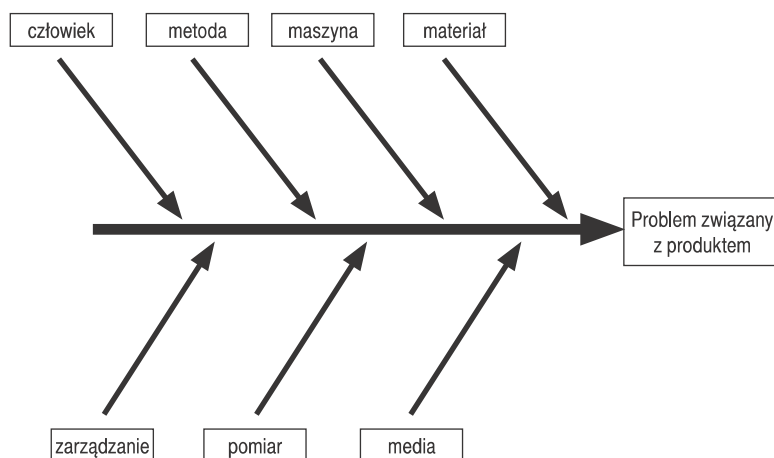 człowiek
metoda
maszyna
materiał
Problem związany
z produktem
zarządzanie
pomiar
media